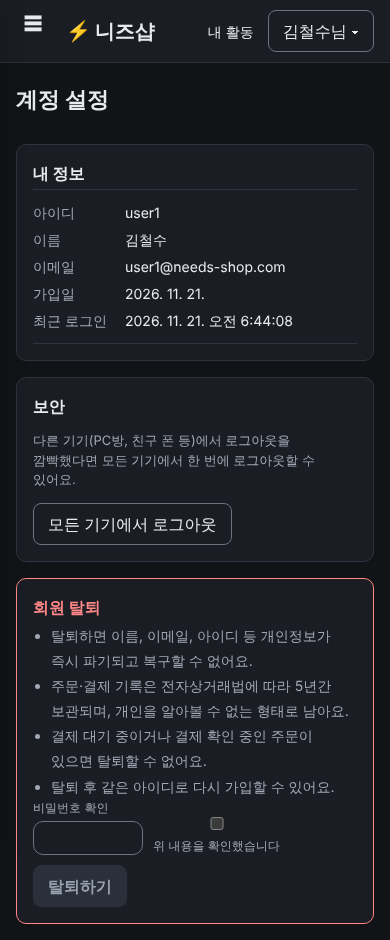 ☰ ⚡ 니즈샵 내 활동 김철수님
계정 설정
내 정보
아이디 user1
이름 김철수
이메일 user1@needs-shop.com
가입일 2026. 11. 21.
최근 로그인 2026. 11. 21. 오전 6:44:08
보안
다른 기기(PC방, 친구 폰 등)에서 로그아웃을
깜빡했다면 모든 기기에서 한 번에 로그아웃할 수
있어요.
모든 기기에서 로그아웃
회원 탈퇴
• 탈퇴하면 이름, 이메일, 아이디 등 개인정보가
즉시 파기되고 복구할 수 없어요.
• 주문·결제 기록은 전자상거래법에 따라 5년간
보관되며, 개인을 알아볼 수 없는 형태로 남아요.
• 결제 대기 중이거나 결제 확인 중인 주문이
있으면 탈퇴할 수 없어요.
• 탈퇴 후 같은 아이디로 다시 가입할 수 있어요.
비밀번호 확인
위 내용을 확인했습니다
탈퇴하기